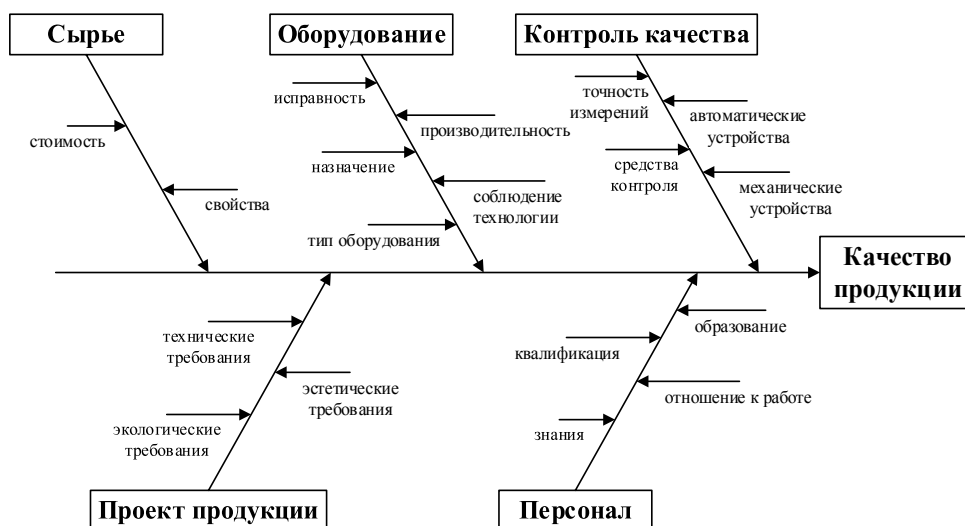 Сырье
стоимость
свойства
Оборудование
исправность
производительность
назначение
соблюдение
технологии
тип оборудования
Контроль качества
точность
измерений
автоматические
устройства
средства
контроля
механические
устройства
Качество
продукции
технические
требования
эстетические
требования
экологические
требования
Проект продукции
образование
квалификация
отношение к работе
знания
Персонал